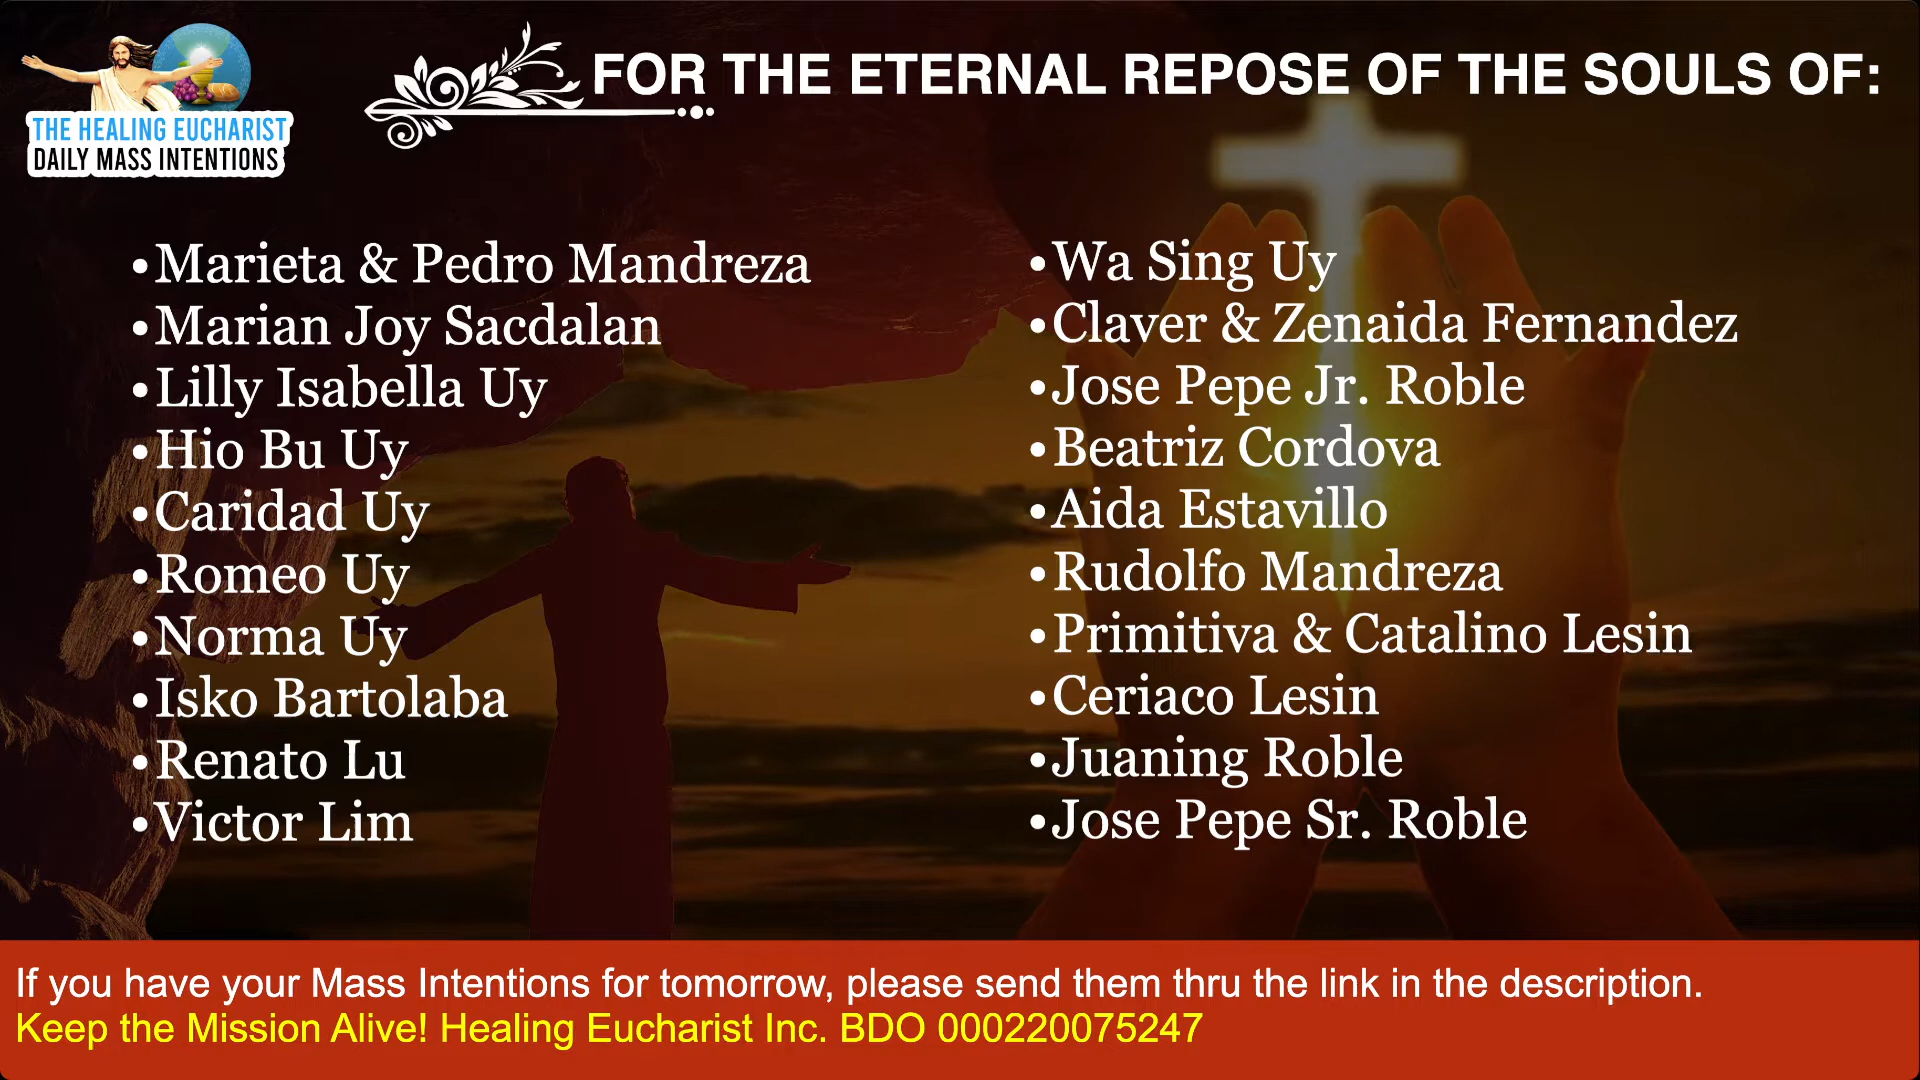 THE HEALING EUCHARIST
DAILY MASS INTENTIONS
FOR THE ETERNAL REPOSE OF THE SOULS OF:
•Marieta & Pedro Mandreza
•Marian Joy Sacdalan
•Lilly Isabella Uy
•Hio Bu Uy
•Caridad Uy
•Romeo Uy
•Norma Uy
•Isko Bartolaba
•Renato Lu
•Victor Lim
•Wa Sing Uy
•Claver & Zenaida Fernandez
•Jose Pepe Jr. Roble
•Beatriz Cordova
•Aida Estavillo
•Rudolfo Mandreza
•Primitiva & Catalino Lesin
•Ceriaco Lesin
•Juaning Roble
•Jose Pepe Sr. Roble
If you have your Mass Intentions for tomorrow, please send them thru the link in the description.
Keep the Mission Alive! Healing Eucharist Inc. BDO 000220075247